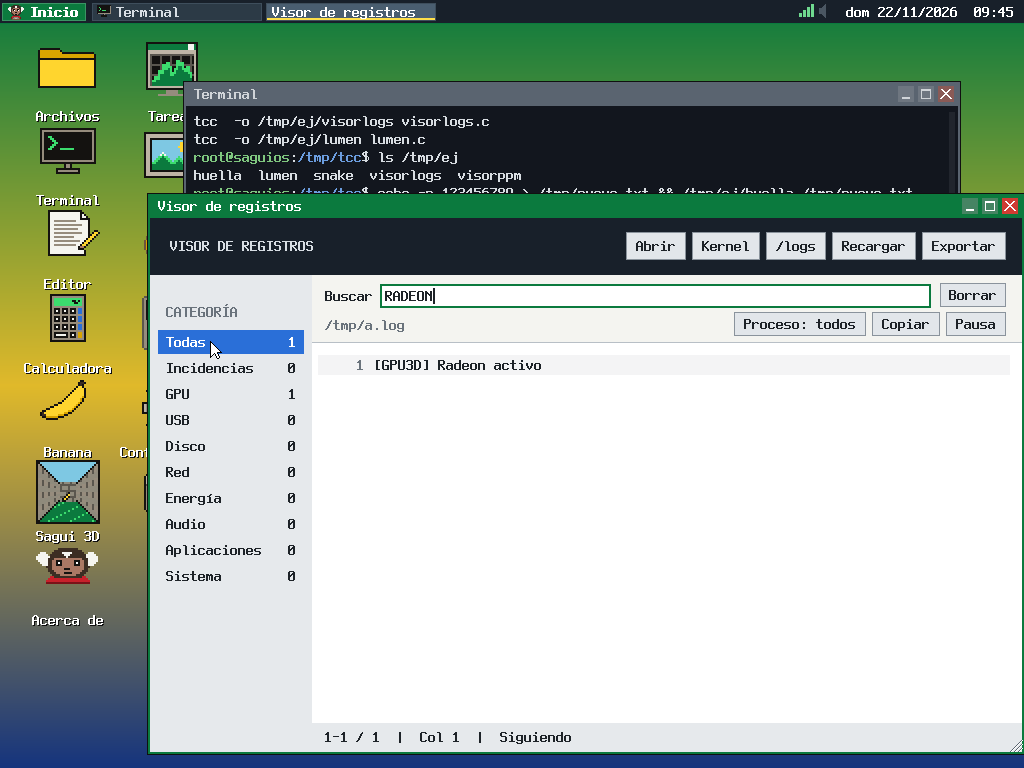 Inicio Terminal Visor de registros dom 22/11/2026 09:45
Archivos
Terminal
Editor
Calculadora
Banana
Sagui 3D
Acerca de
Terminal
tcc -o /tmp/ej/visorlogs visorlogs.c
tcc -o /tmp/ej/lumen lumen.c
root@saguios:/tmp/tcc$ ls /tmp/ej
huella lumen snake visorlogs visorppm
Visor de registros
VISOR DE REGISTROS Abrir Kernel /logs Recargar Exportar
CATEGORÍA
Todas 1
Incidencias 0
GPU 1
USB 0
Disco 0
Red 0
Energía 0
Audio 0
Aplicaciones 0
Sistema 0
Buscar RADEON Borrar
/tmp/a.log Proceso: todos Copiar Pausa
1 [GPU3D] Radeon activo
1-1 / 1 | Col 1 | Siguiendo